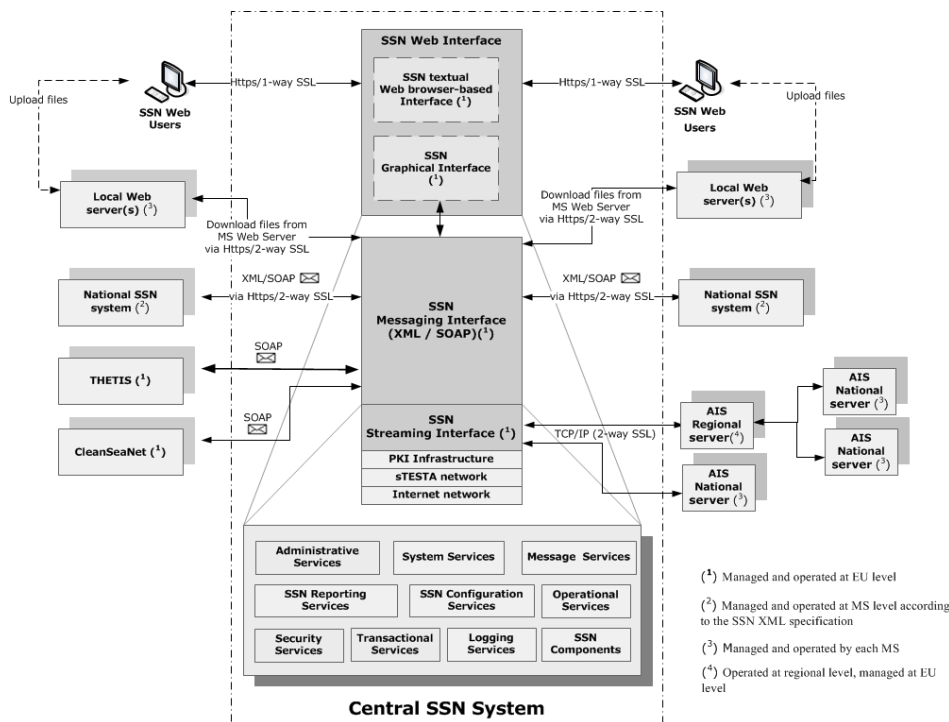 SSN Web Interface
SSN textual
Web browser-based
Interface (¹)
SSN
Graphical Interface
(¹)
Https/1-way SSL
Https/1-way SSL
Upload files
SSN Web
Users
SSN Web
Users
Upload files
Local Web
server(s) (³)
Local Web
server(s) (³)
Download files from
MS Web Server
via Https/2-way SSL
Download files from
MS Web Server
via Https/2-way SSL
National SSN
system (²)
XML/SOAP
via Https/2-way SSL
SSN
Messaging Interface
(XML / SOAP)(¹)
XML/SOAP
via Https/2-way SSL
National SSN
system (²)
THETIS (¹)
SOAP
CleanSeaNet (¹)
SOAP
SSN
Streaming Interface (¹)
PKI Infrastructure
sTESTA network
Internet network
TCP/IP (2-way SSL)
AIS
Regional
server(⁴)
AIS
National
server (³)
AIS
National
server (³)
AIS
National
server (³)
Administrative
Services
System Services
Message Services
SSN Reporting
Services
SSN Configuration
Services
Operational
Services
Security
Services
Transactional
Services
Logging
Services
SSN
Components
Central SSN System
(¹) Managed and operated at EU level
(²) Managed and operated at MS level according
to the SSN XML specification
(³) Managed and operated by each MS
(⁴) Operated at regional level, managed at EU
level